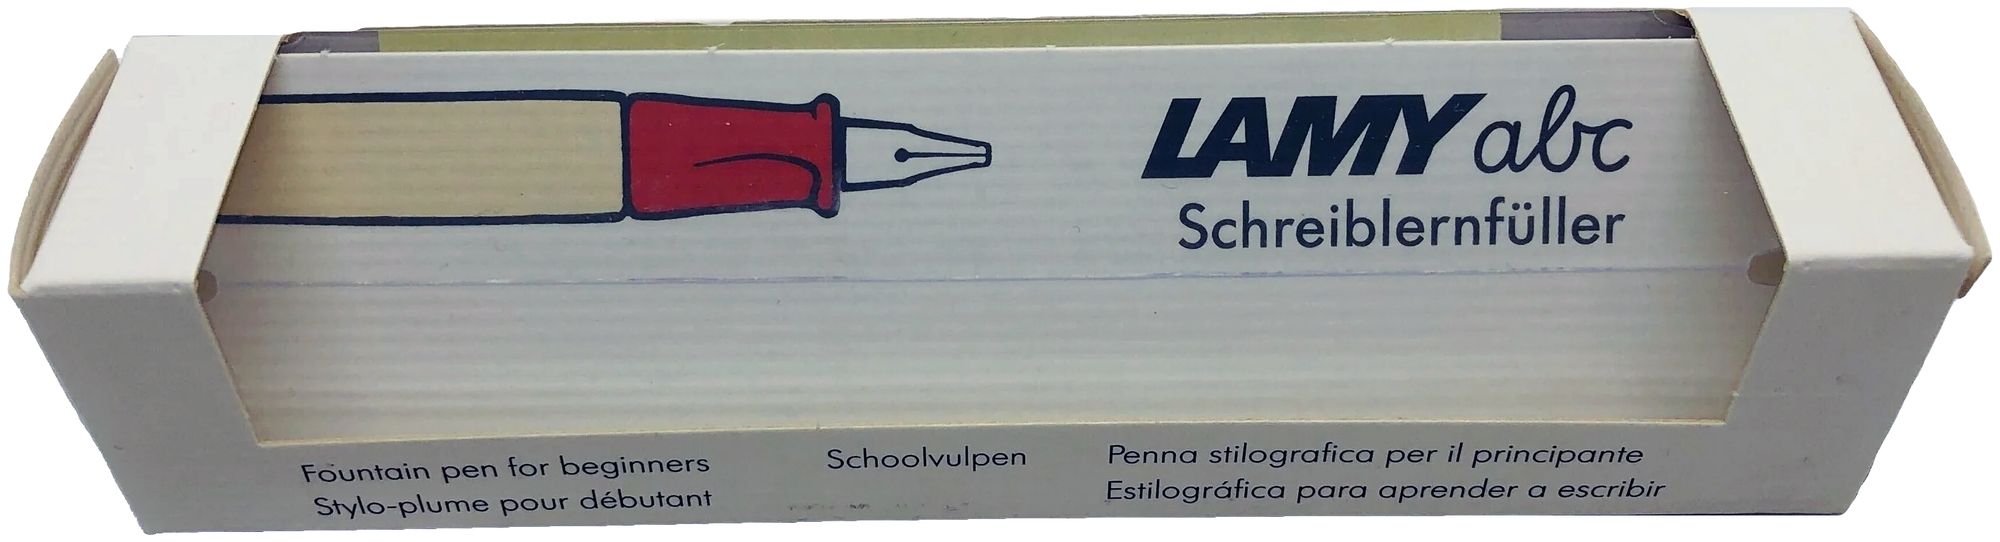 LAMY abc
Schreiblernfüller
Fountain pen for beginners
Stylo-plume pour débutant
Schoolvulpen
Penna stilografica per il principante
Estilográfica para aprender a escribir